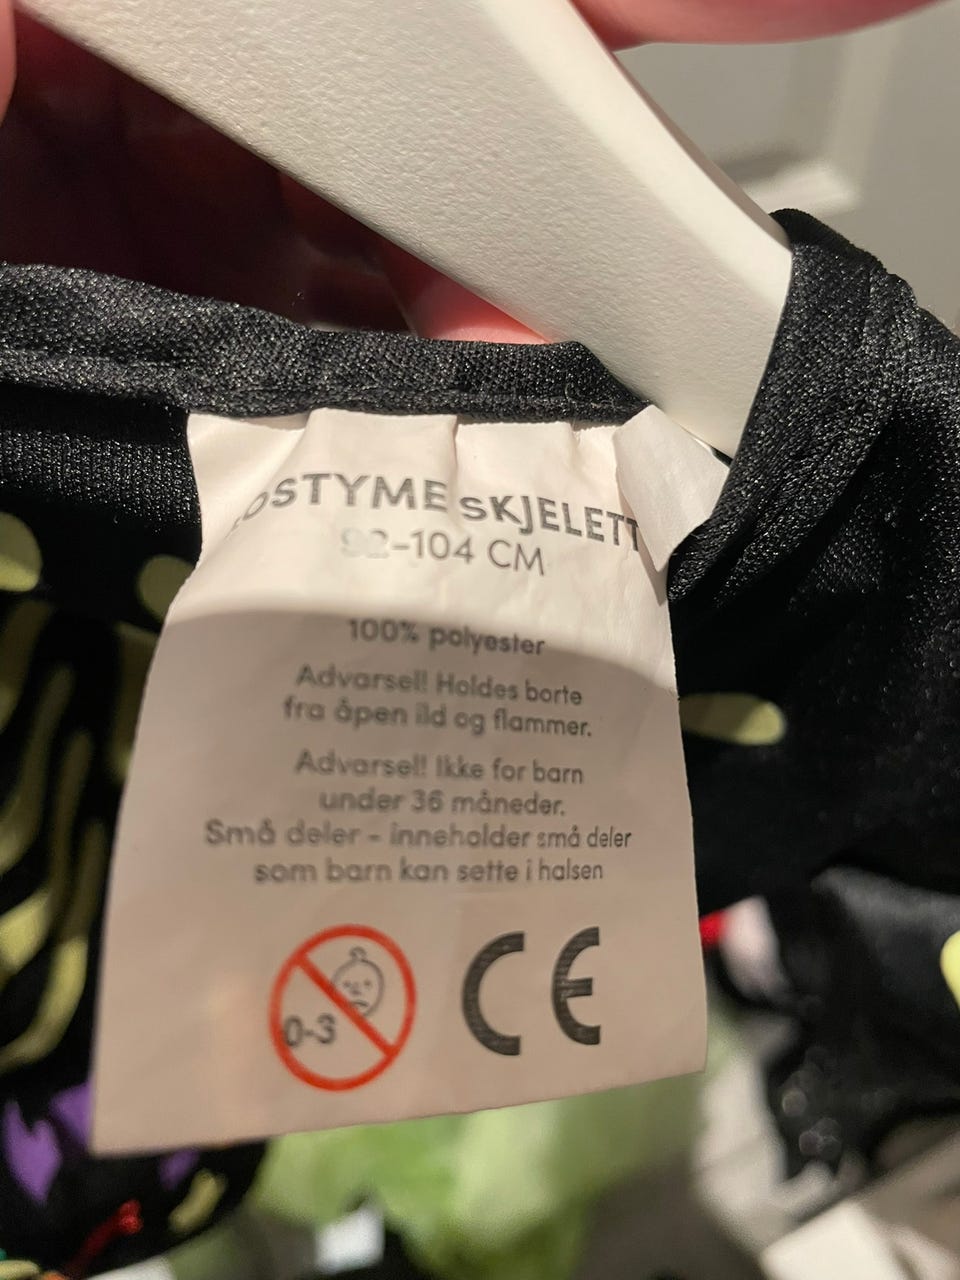 OSTYME SKJELETT
92-104 CM
100% polyester
Advarsel! Holdes borte
fra åpen ild og flammer.
Advarsel! Ikke for barn
under 36 måneder.
Små deler - inneholder små deler
som barn kan sette i halsen
0-3
CE